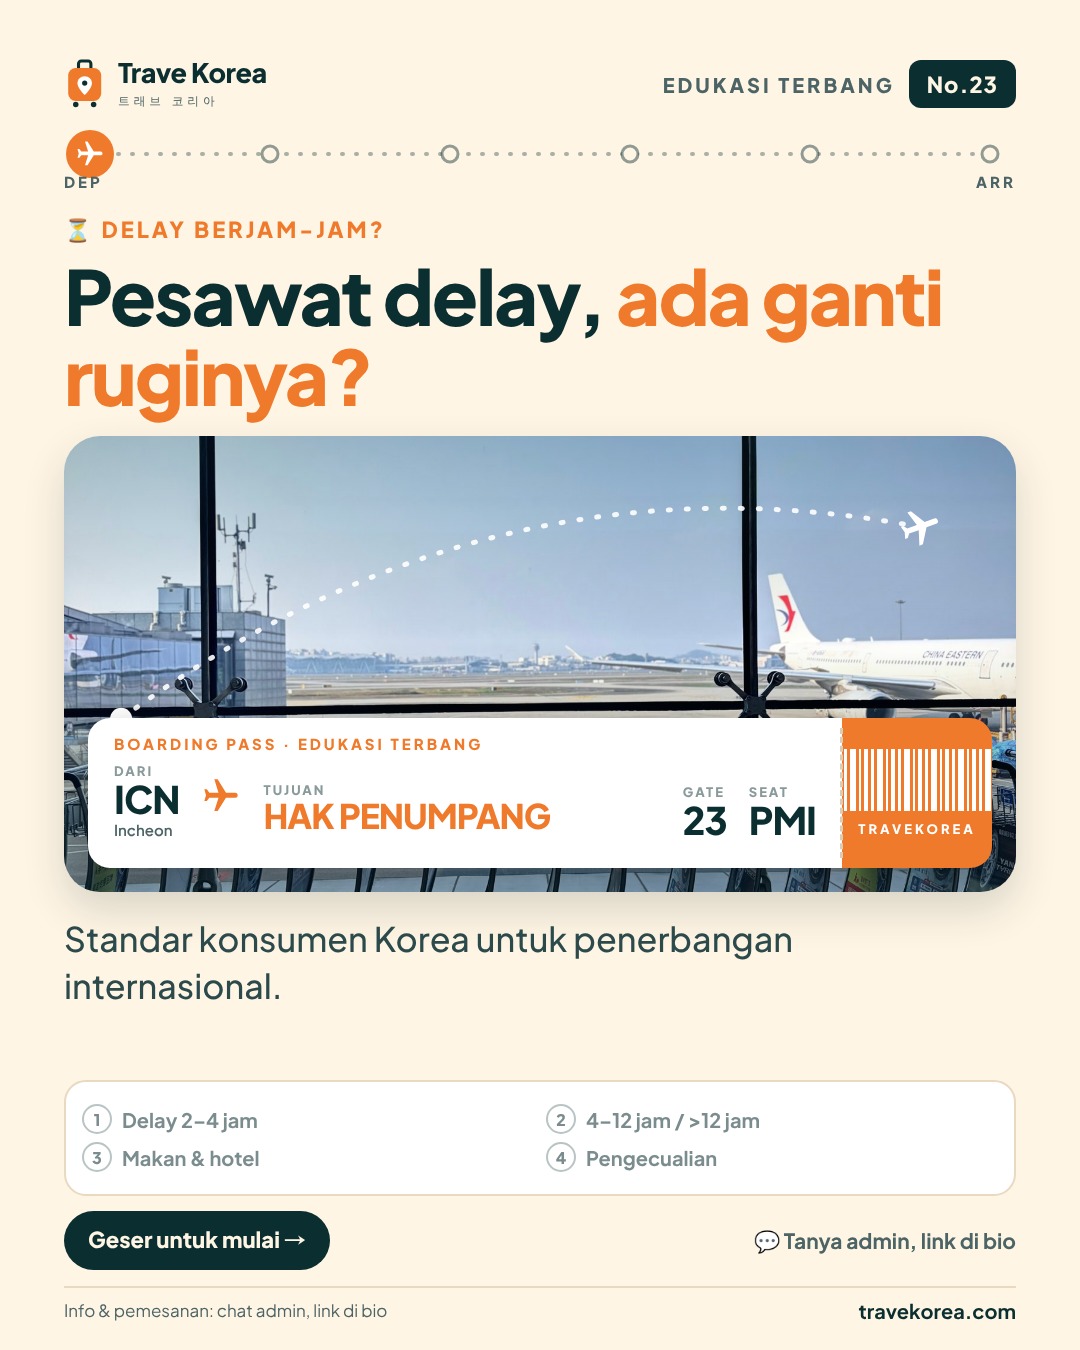 Trave Korea
트래브 코리아
EDUKASI TERBANG
No.23
DEP
ARR
⏳ DELAY BERJAM-JAM?
Pesawat delay, ada ganti
ruginya?
CHINA EASTERN
BOARDING PASS · EDUKASI TERBANG
DARI
ICN
Incheon
TUJUAN
HAK PENUMPANG
GATE
23
SEAT
PMI
TRAVEKOREA
Standar konsumen Korea untuk penerbangan
internasional.
1 Delay 2–4 jam
2 4–12 jam / >12 jam
3 Makan & hotel
4 Pengecualian
Geser untuk mulai →
💬 Tanya admin, link di bio
Info & pemesanan: chat admin, link di bio
travekorea.com